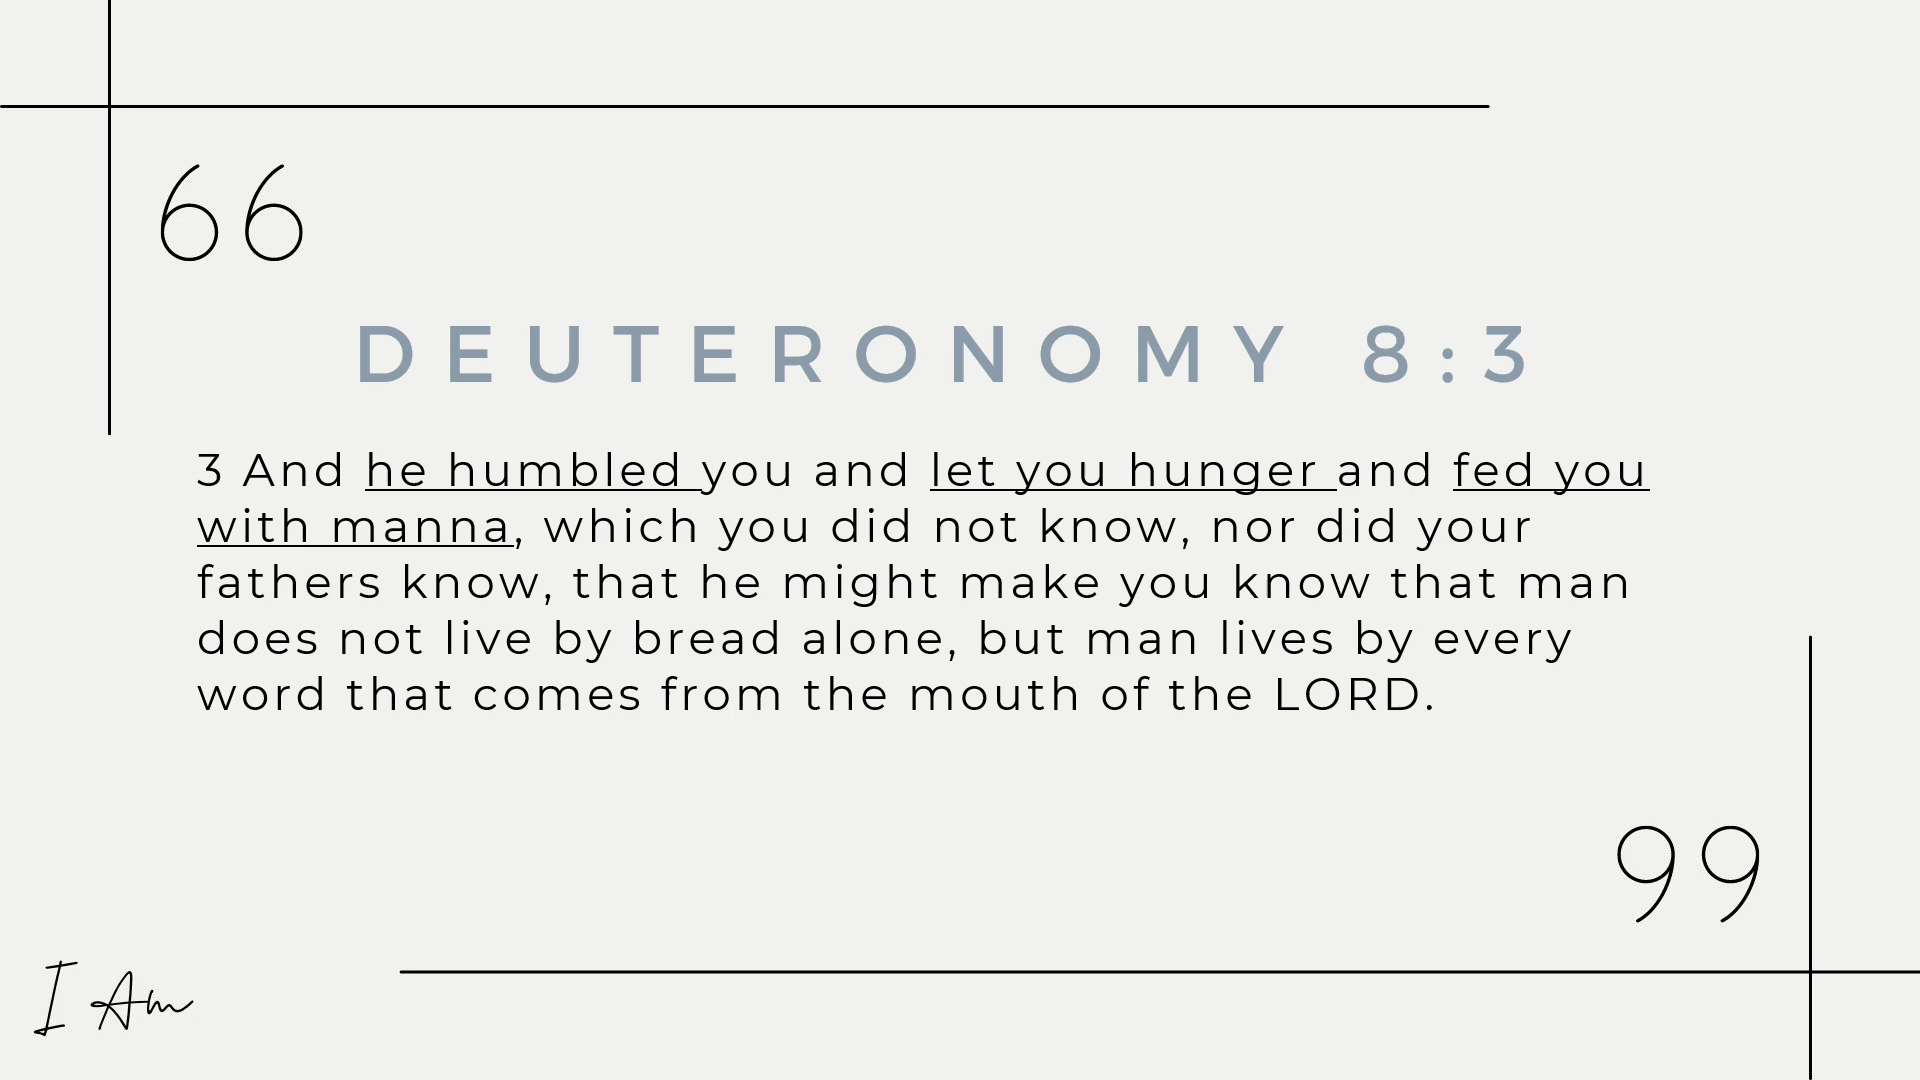 “
DEUTERONOMY 8:3
3 And he humbled you and let you hunger and fed you
with manna, which you did not know, nor did your
fathers know, that he might make you know that man
does not live by bread alone, but man lives by every
word that comes from the mouth of the LORD.
”
I Am